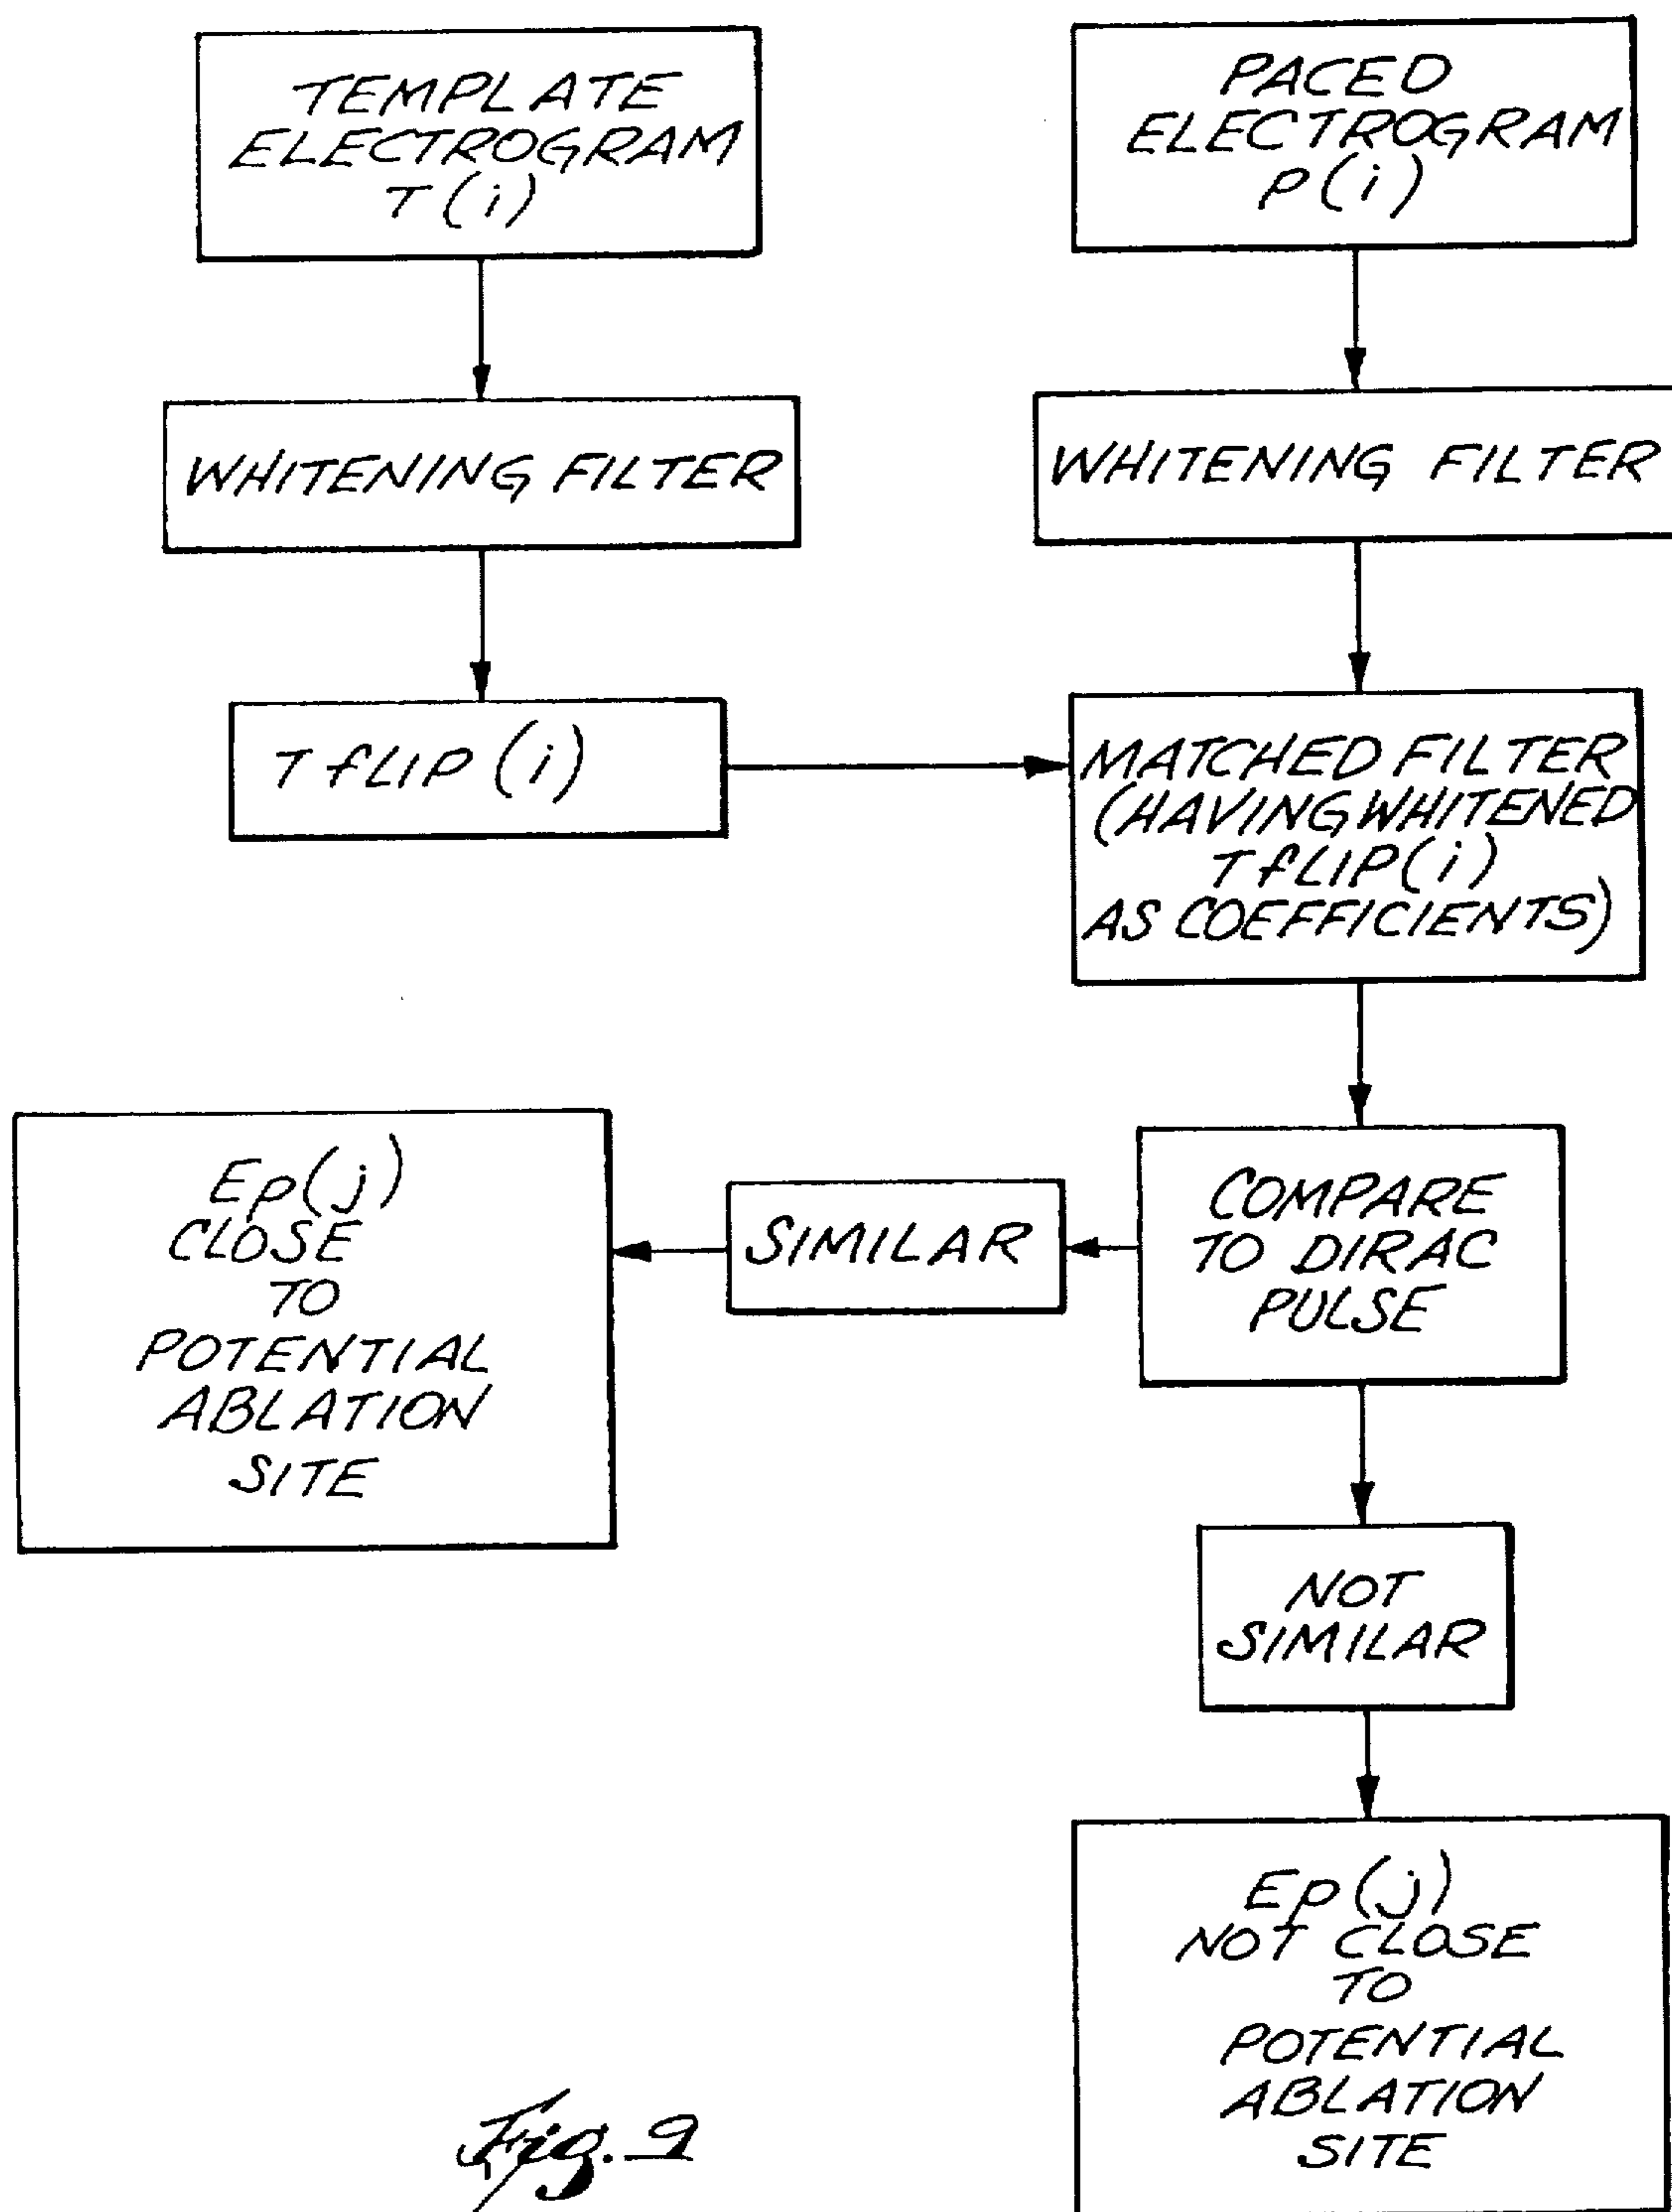 TEMPLATE
ELECTROGRAM
T(i)
PACED
ELECTROGRAM
P(i)
WHITENING FILTER
WHITENING FILTER
T fLIP (i)
MATCHED FILTER
(HAVING WHITENED
T fLIP(i)
AS COEFFICIENTS)
COMPARE
TO DIRAC
PULSE
SIMILAR
Ep(j)
CLOSE
TO
POTENTIAL
ABLATION
SITE
NOT
SIMILAR
Ep(j)
NOT CLOSE
TO
POTENTIAL
ABLATION
SITE
Fig. 9